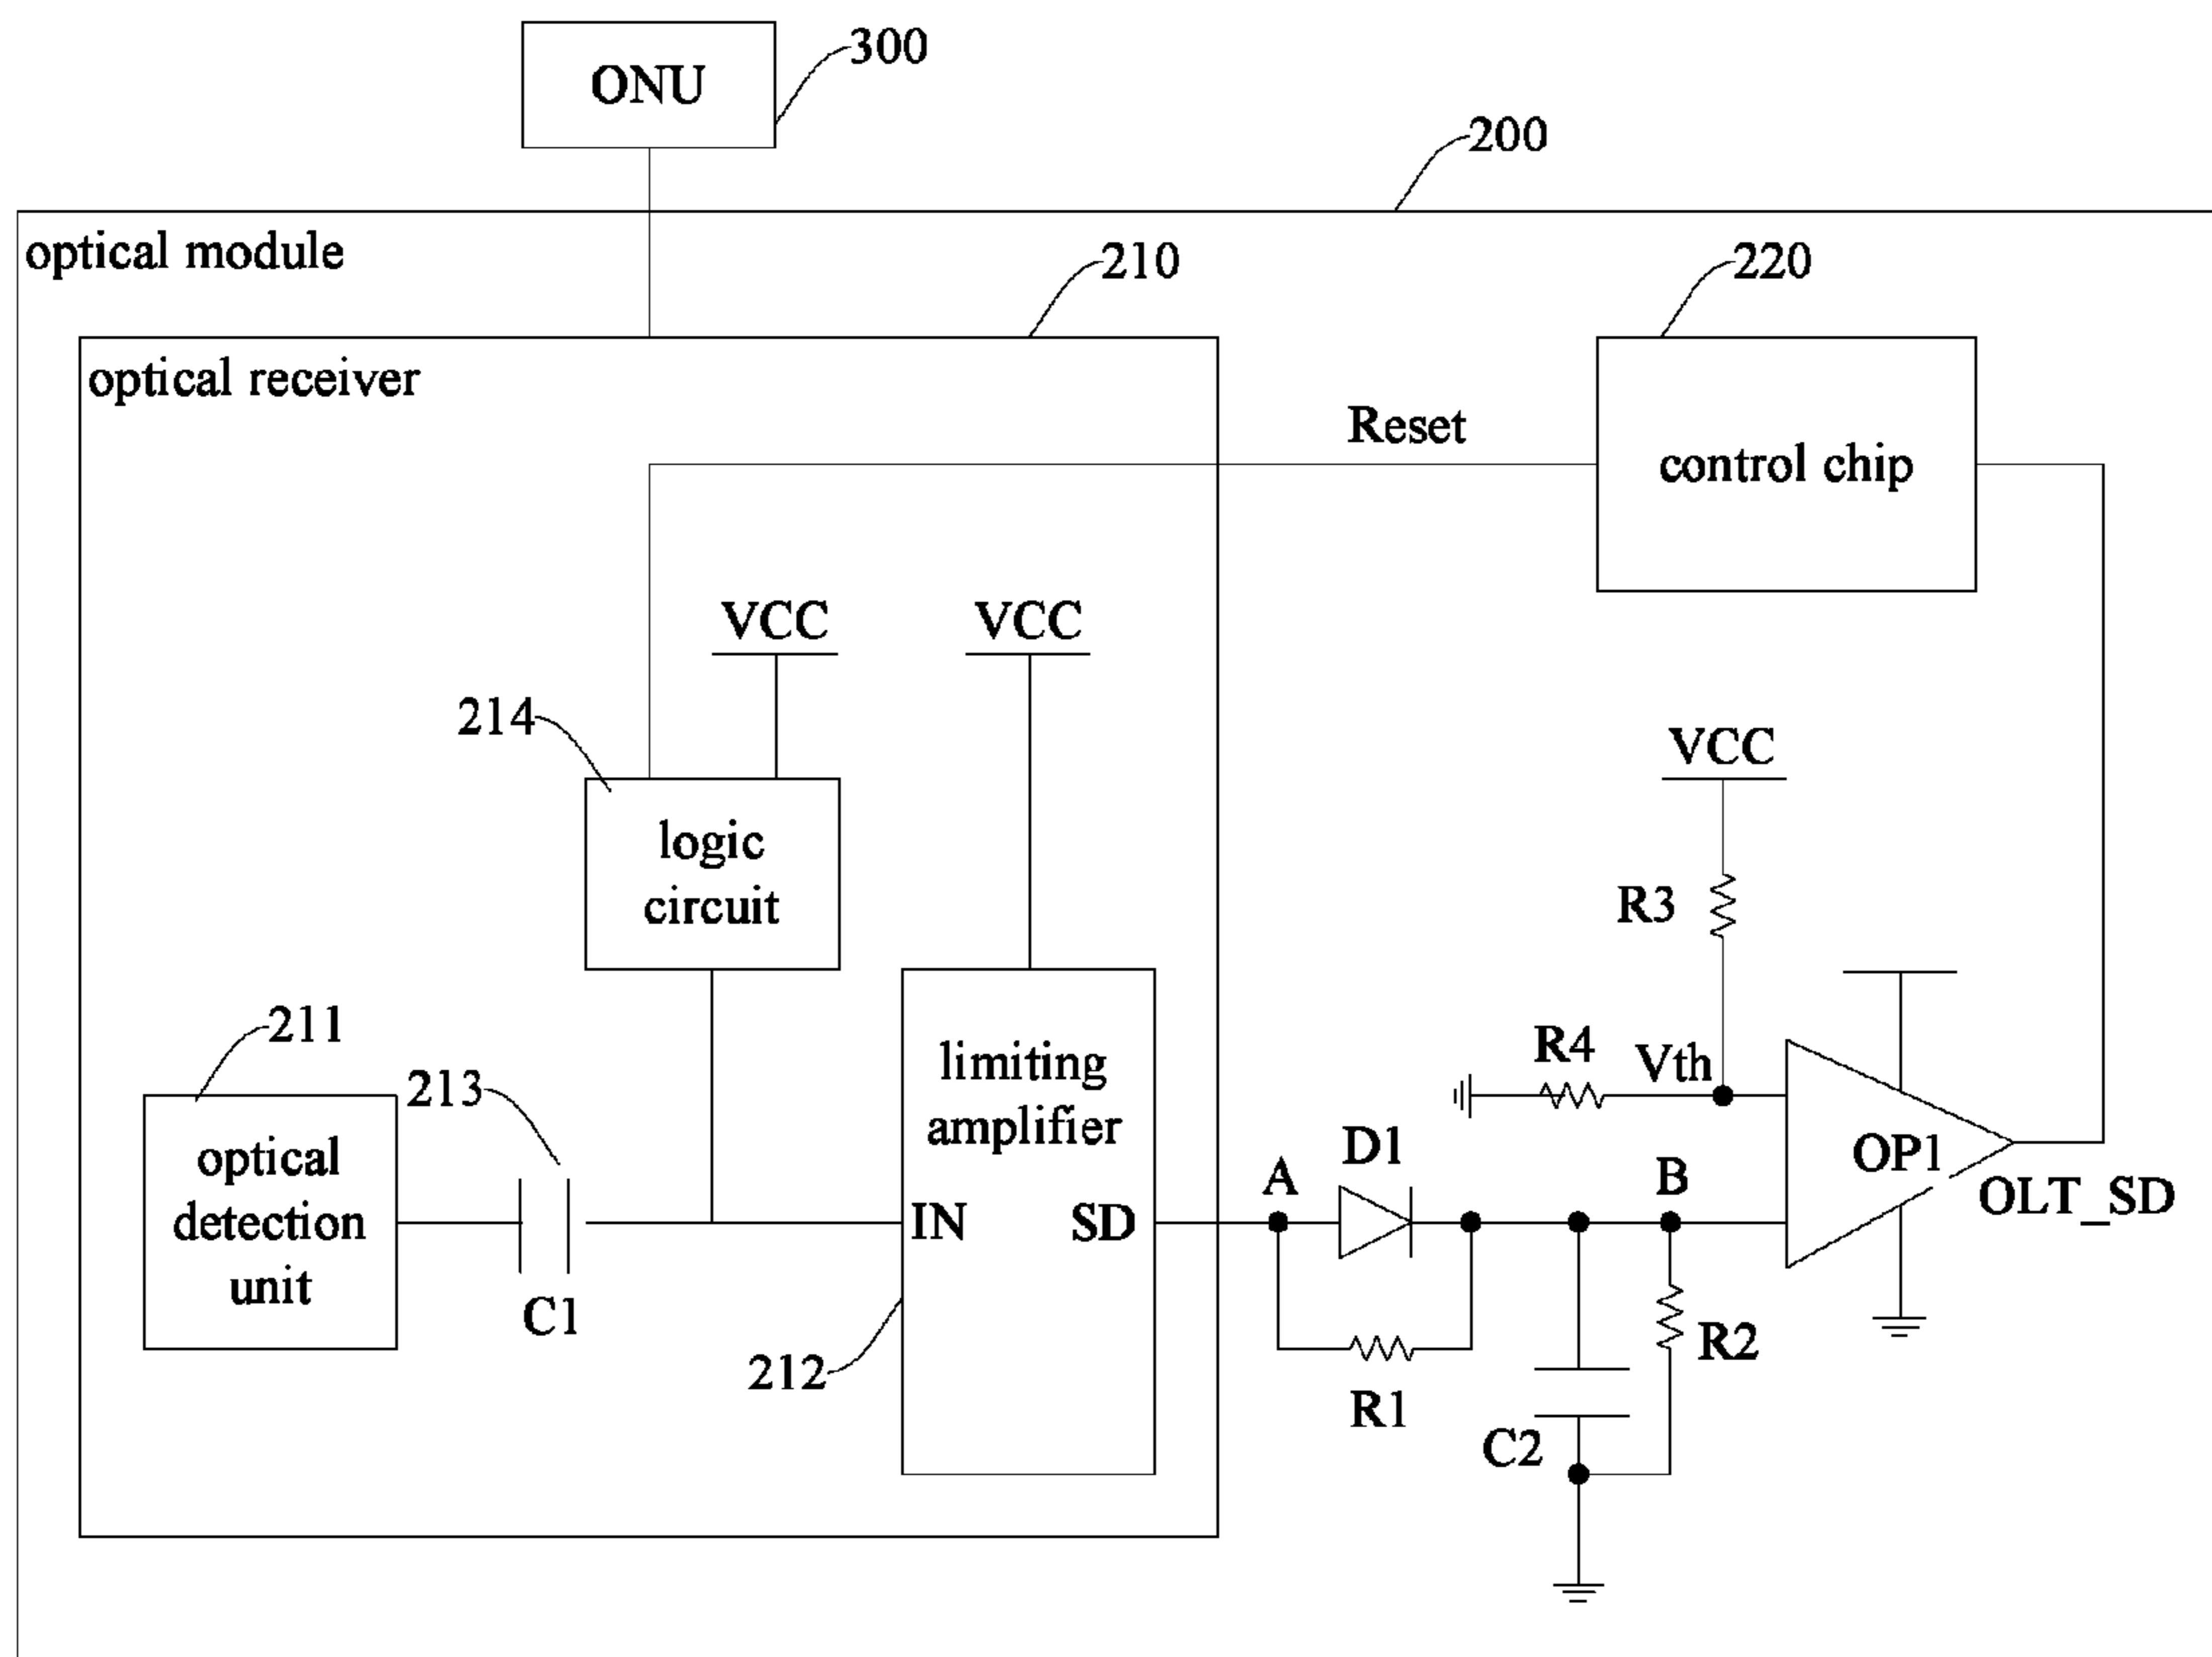 ONU
300
200
optical module
210
220
optical receiver
Reset
control chip
VCC
VCC
214
VCC
logic
circuit
R3
211
213
limiting
amplifier
R4
Vth
optical
detection
unit
D1
OP1
A
B
IN
SD
OLT_SD
C1
212
R1
R2
C2